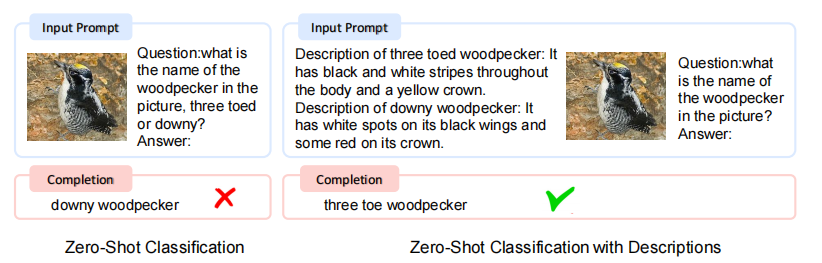 Input Prompt
Question:what is
the name of the
woodpecker in the
picture, three toed
or downy?
Answer:
Completion
downy woodpecker
Zero-Shot Classification
Input Prompt
Description of three toed woodpecker: It
has black and white stripes throughout
the body and a yellow crown.
Description of downy woodpecker: It
has white spots on its black wings and
some red on its crown.
Question:what
is the name of
the woodpecker
in the picture?
Answer:
Completion
three toe woodpecker
Zero-Shot Classification with Descriptions